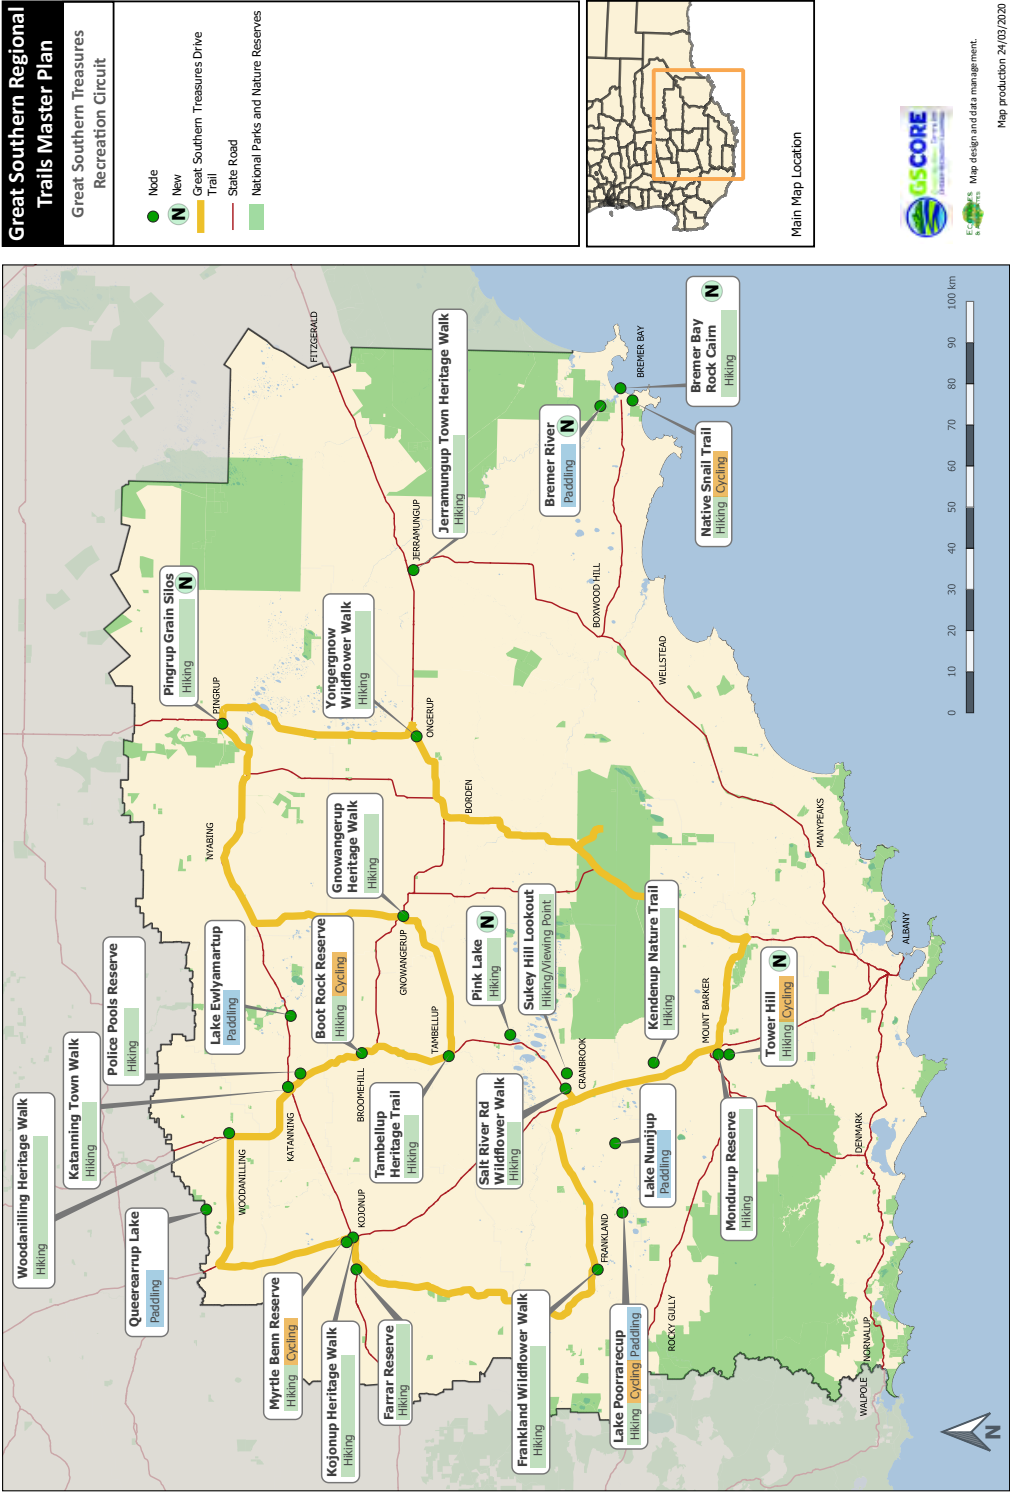 Great Southern Regional
Trails Master Plan
Great Southern Treasures
Recreation Circuit
Node
N
New
Great Southern Treasures Drive
Trail
State Road
National Parks and Nature Reserves
Main Map Location
GSCORE
Map design and data management.
Map production 24/03/2020
Woodanilling Heritage Walk
Hiking
Katanning Town Walk
Hiking
Police Pools Reserve
Hiking
Queerearrup Lake
Paddling
Lake Ewlyamartup
Paddling
Pingrup Grain Silos
Hiking
N
Myrtle Benn Reserve
Hiking Cycling
Boot Rock Reserve
Hiking Cycling
Gnowangerup
Heritage Walk
Hiking
Yongergnow
Wildflower Walk
Hiking
Jerramungup Town Heritage Walk
Hiking
Kojonup Heritage Walk
Hiking
Farrar Reserve
Hiking
Tambellup
Heritage Trail
Hiking
Pink Lake
Hiking
N
Sukey Hill Lookout
Hiking/Viewing Point
Salt River Rd
Wildflower Walk
Hiking
Frankland Wildflower Walk
Hiking
Lake Poorrarecup
Hiking Cycling Paddling
Lake Nunijup
Paddling
Kendenup Nature Trail
Hiking
Mondurup Reserve
Hiking
Tower Hill
Hiking Cycling
N
Bremer River
Paddling
N
Native Snail Trail
Hiking Cycling
Bremer Bay
Rock Cairn
Hiking
N
FITZGERALD
PINGRUP
NYABING
WOODANILLING
KATANNING
BROOMEHILL
KOJONUP
GNOWANGERUP
TAMBELLUP
ONGERUP
BORDEN
JERRAMUNGUP
BREMER BAY
BOXWOOD HILL
WELLSTEAD
CRANBROOK
FRANKLAND
ROCKY GULLY
MOUNT BARKER
MANYPEAKS
ALBANY
DENMARK
NORNALUP
WALPOLE
0 10 20 30 40 50 60 70 80 90 100 km
N